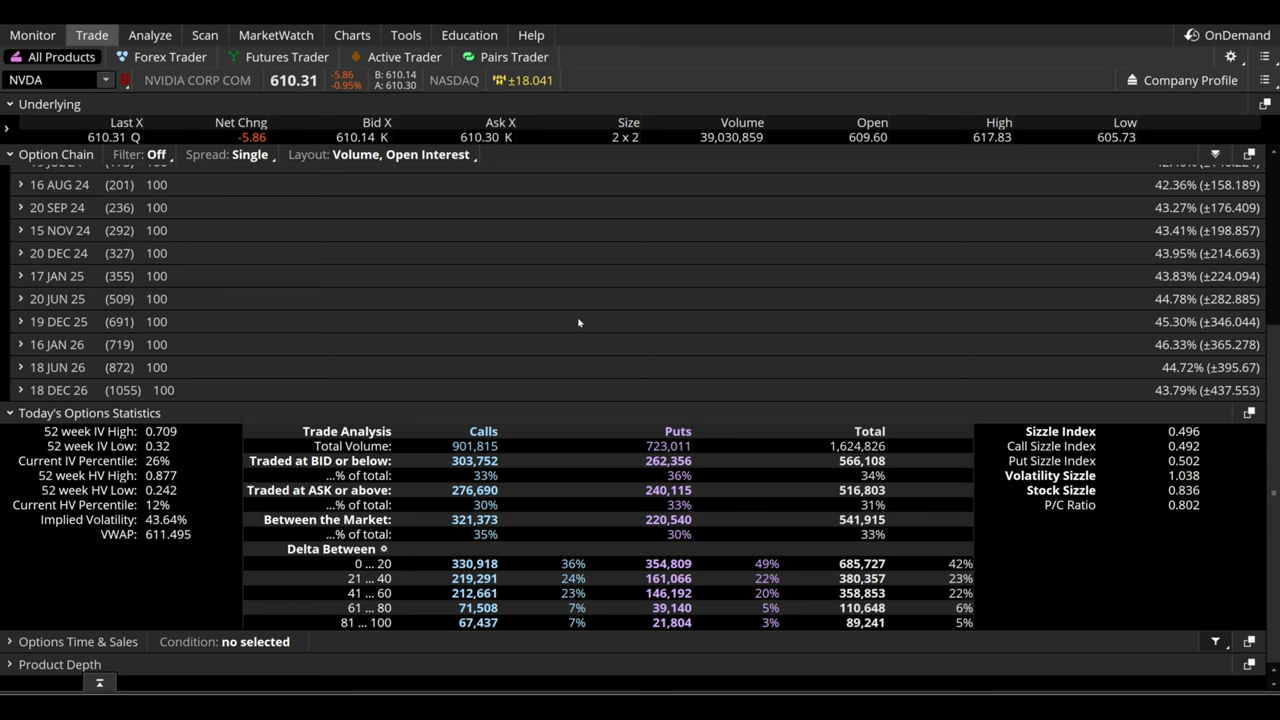 Monitor Trade Analyze Scan MarketWatch Charts Tools Education Help OnDemand
All Products Forex Trader Futures Trader Active Trader Pairs Trader
NVDA NVIDIA CORP COM 610.31 -5.86 -0.95% B: 610.14 A: 610.30 NASDAQ ±18.041 Company Profile
Underlying
Last X Net Chng Bid X Ask X Size Volume Open High Low
610.31 Q -5.86 610.14 K 610.30 K 2 x 2 39,030,859 609.60 617.83 605.73
Option Chain Filter: Off Spread: Single Layout: Volume, Open Interest
16 AUG 24 (201) 100 42.36% (±158.189)
20 SEP 24 (236) 100 43.27% (±176.409)
15 NOV 24 (292) 100 43.41% (±198.857)
20 DEC 24 (327) 100 43.95% (±214.663)
17 JAN 25 (355) 100 43.83% (±224.094)
20 JUN 25 (509) 100 44.78% (±282.885)
19 DEC 25 (691) 100 45.30% (±346.044)
16 JAN 26 (719) 100 46.33% (±365.278)
18 JUN 26 (872) 100 44.72% (±395.67)
18 DEC 26 (1055) 100 43.79% (±437.553)
Today's Options Statistics
52 week IV High: 0.709 Trade Analysis Calls Puts Total Sizzle Index 0.496
52 week IV Low: 0.32 Total Volume: 901,815 723,011 1,624,826 Call Sizzle Index 0.492
Current IV Percentile: 26% Traded at BID or below: 303,752 262,356 566,108 Put Sizzle Index 0.502
52 week HV High: 0.877 ...% of total: 33% 36% 34% Volatility Sizzle 1.038
52 week HV Low: 0.242 Traded at ASK or above: 276,690 240,115 516,803 Stock Sizzle 0.836
Current HV Percentile: 12% ...% of total: 30% 33% 31% P/C Ratio 0.802
Implied Volatility: 43.64% Between the Market: 321,373 220,540 541,915
VWAP: 611.495 ...% of total: 35% 30% 33%
Delta Between
0 ... 20 330,918 36% 354,809 49% 685,727 42%
21 ... 40 219,291 24% 161,066 22% 380,357 23%
41 ... 60 212,661 23% 146,192 20% 358,853 22%
61 ... 80 71,508 7% 39,140 5% 110,648 6%
81 ... 100 67,437 7% 21,804 3% 89,241 5%
Options Time & Sales Condition: no selected
Product Depth